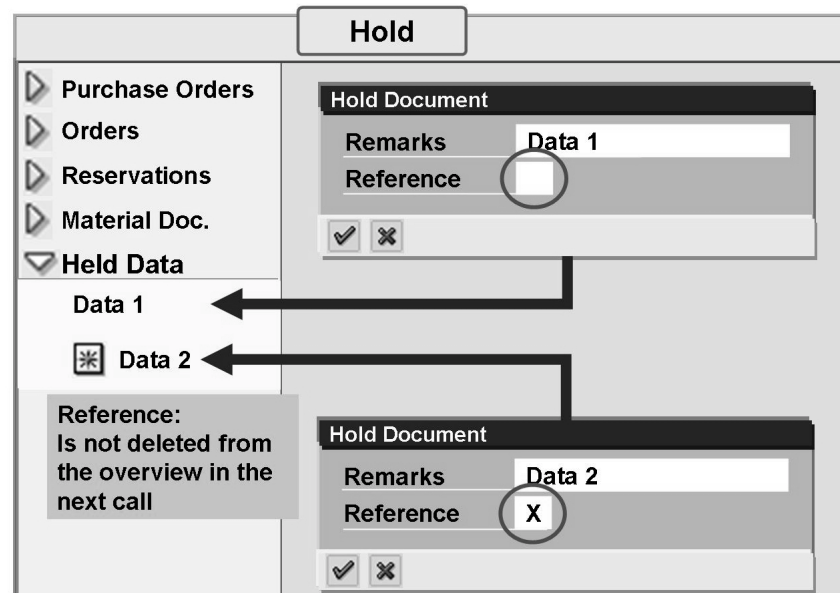 Hold
Purchase Orders
Orders
Reservations
Material Doc.
Held Data
Data 1
Data 2
Reference:
Is not deleted from
the overview in the
next call
Hold Document
Remarks Data 1
Reference
Hold Document
Remarks Data 2
Reference X